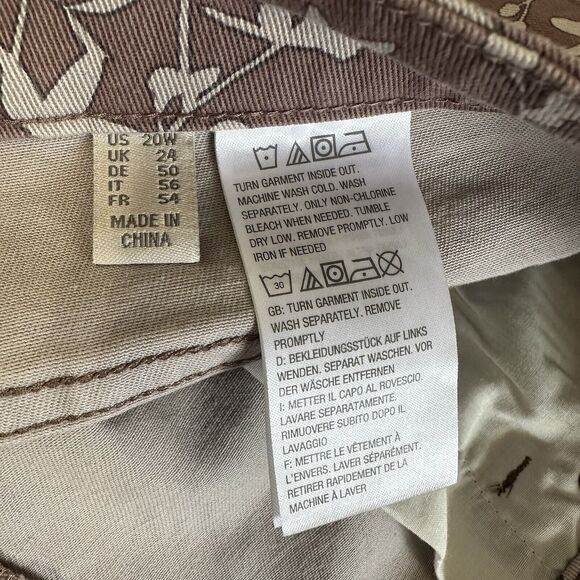 US 20W
UK 24
DE 50
IT 56
FR 54
MADE IN
CHINA
TURN GARMENT INSIDE OUT.
MACHINE WASH COLD. WASH
SEPARATELY. ONLY NON-CHLORINE
BLEACH WHEN NEEDED. TUMBLE
DRY LOW. REMOVE PROMPTLY. LOW
IRON IF NEEDED
30
GB: TURN GARMENT INSIDE OUT.
WASH SEPARATELY. REMOVE
PROMPTLY
D: BEKLEIDUNGSSTÜCK AUF LINKS
WENDEN. SEPARAT WASCHEN. VOR
DER WÄSCHE ENTFERNEN
I: METTER IL CAPO AL ROVESCIO.
LAVARE SEPARATAMENTE.
RIMUOVERE SUBITO DOPO IL
LAVAGGIO
F: METTRE LE VÊTEMENT À
L'ENVERS. LAVER SÉPARÉMENT.
RETIRER RAPIDEMENT DE LA
MACHINE À LAVER